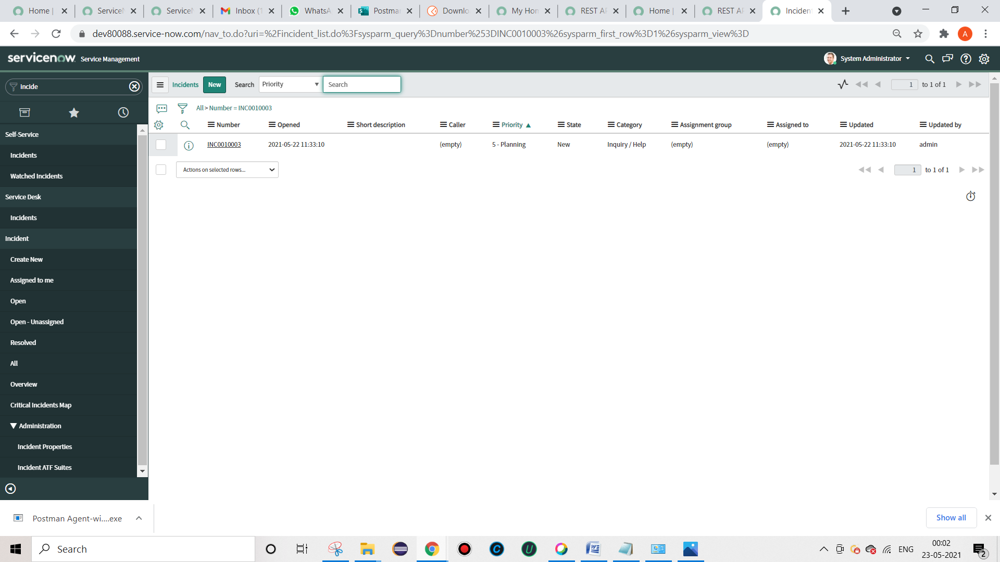 Home |
ServiceN
ServiceN
Inbox (1
WhatsA
Postma
Downlo
My Hom
REST AP
Home |
REST AP
Inciden
dev80088.service-now.com/nav_to.do?uri=%2Fincident_list.do%3Fsysparm_query%3Dnumber%253DINC0010003%26sysparm_first_row%3D1%26sysparm_view%3D
A
servicenow Service Management
System Administrator
incide
Incidents New Search Priority Search
1 to 1 of 1
All > Number = INC0010003
Number Opened Short description Caller Priority State Category Assignment group Assigned to Updated Updated by
INC0010003 2021-05-22 11:33:10 (empty) 5 - Planning New Inquiry / Help (empty) (empty) 2021-05-22 11:33:10 admin
Actions on selected rows...
1 to 1 of 1
Self-Service
Incidents
Watched Incidents
Service Desk
Incidents
Incident
Create New
Assigned to me
Open
Open - Unassigned
Resolved
All
Overview
Critical Incidents Map
Administration
Incident Properties
Incident ATF Suites
Postman Agent-wi....exe
Show all
Search
ENG
00:02
23-05-2021
2